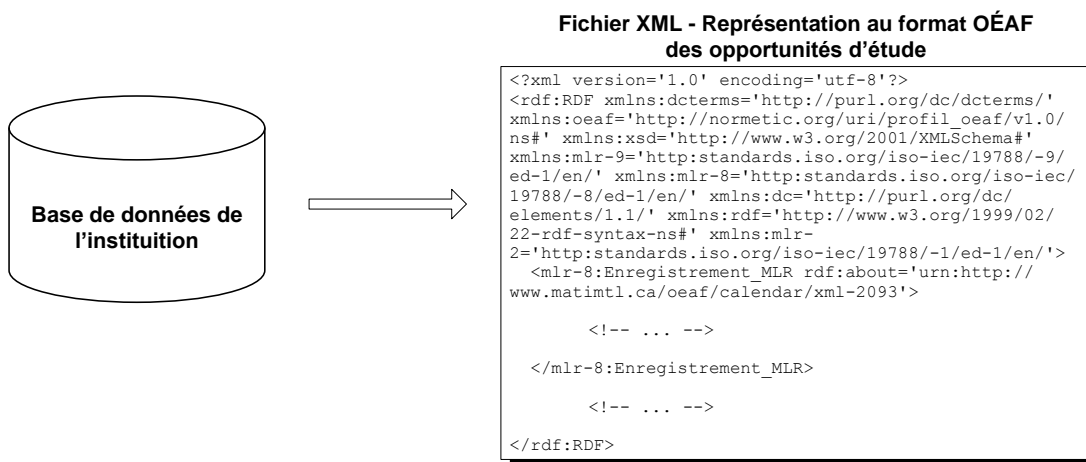 Fichier XML - Représentation au format OÉAF
des opportunités d'étude
Base de données de
l'instituition
<?xml version='1.0' encoding='utf-8'?>
<rdf:RDF xmlns:dcterms='http://purl.org/dc/dcterms/'
xmlns:oeaf='http://normetic.org/uri/profil_oeaf/v1.0/
ns#' xmlns:xsd='http://www.w3.org/2001/XMLSchema#'
xmlns:mlr-9='http:standards.iso.org/iso-iec/19788/-9/
ed-1/en/' xmlns:mlr-8='http:standards.iso.org/iso-iec/
19788/-8/ed-1/en/' xmlns:dc='http://purl.org/dc/
elements/1.1/' xmlns:rdf='http://www.w3.org/1999/02/
22-rdf-syntax-ns#' xmlns:mlr-
2='http:standards.iso.org/iso-iec/19788/-1/ed-1/en/'>
<mlr-8:Enregistrement_MLR rdf:about='urn:http://
www.matimtl.ca/oeaf/calendar/xml-2093'>
<!-- ... -->
</mlr-8:Enregistrement_MLR>
<!-- ... -->
</rdf:RDF>